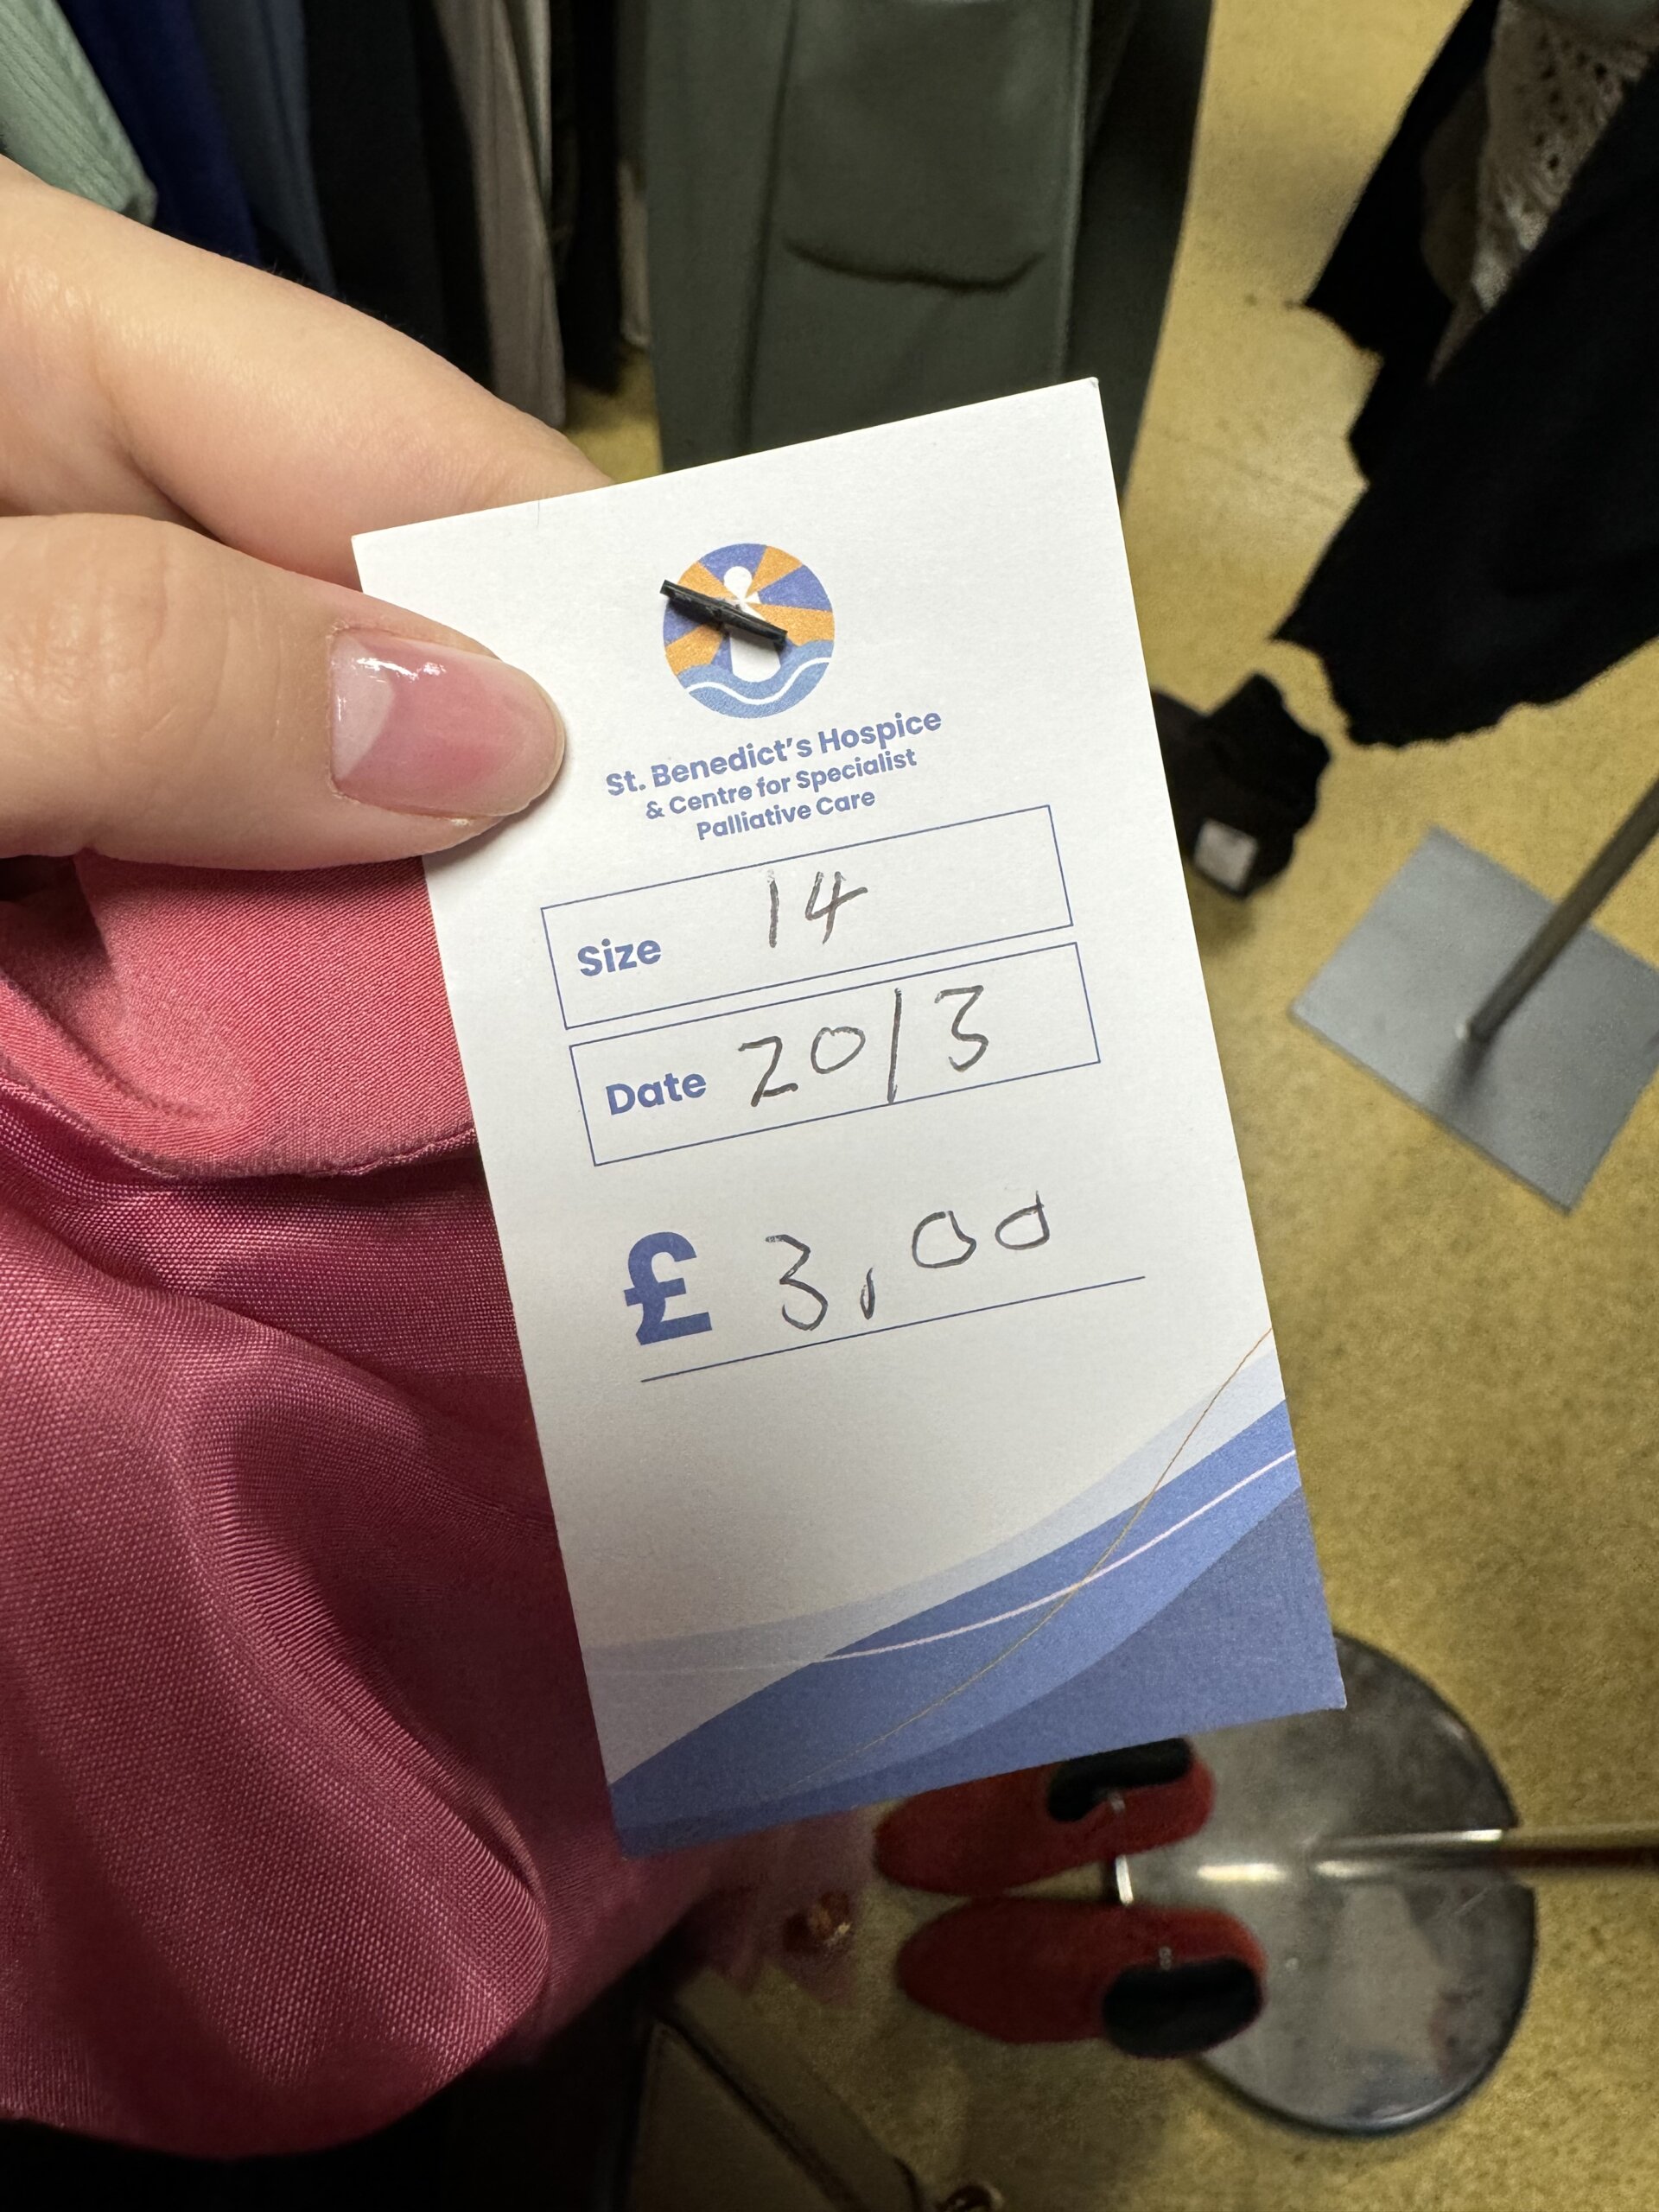 St. Benedict's Hospice
& Centre for Specialist
Palliative Care
Size 14
Date 20/3
£ 3,00